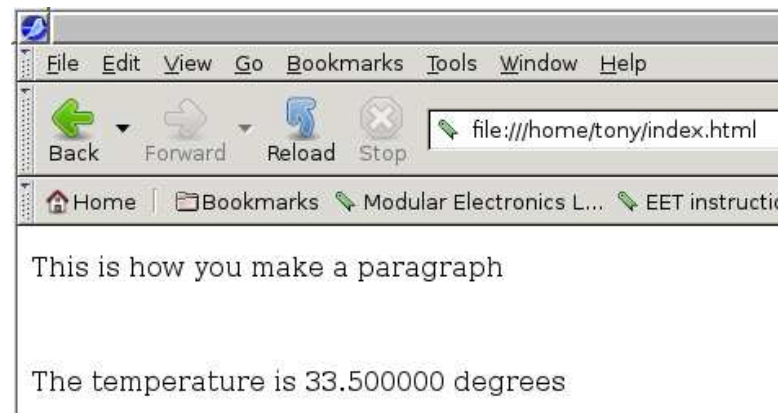 File Edit View Go Bookmarks Tools Window Help
Back Forward Reload Stop file:///home/tony/index.html
Home Bookmarks Modular Electronics L... EET instructi
This is how you make a paragraph
The temperature is 33.500000 degrees